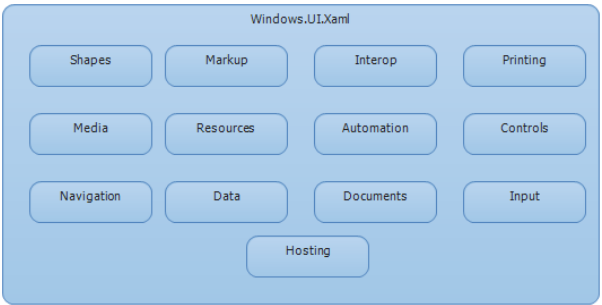 Windows.UI.Xaml
Shapes
Markup
Interop
Printing
Media
Resources
Automation
Controls
Navigation
Data
Documents
Input
Hosting